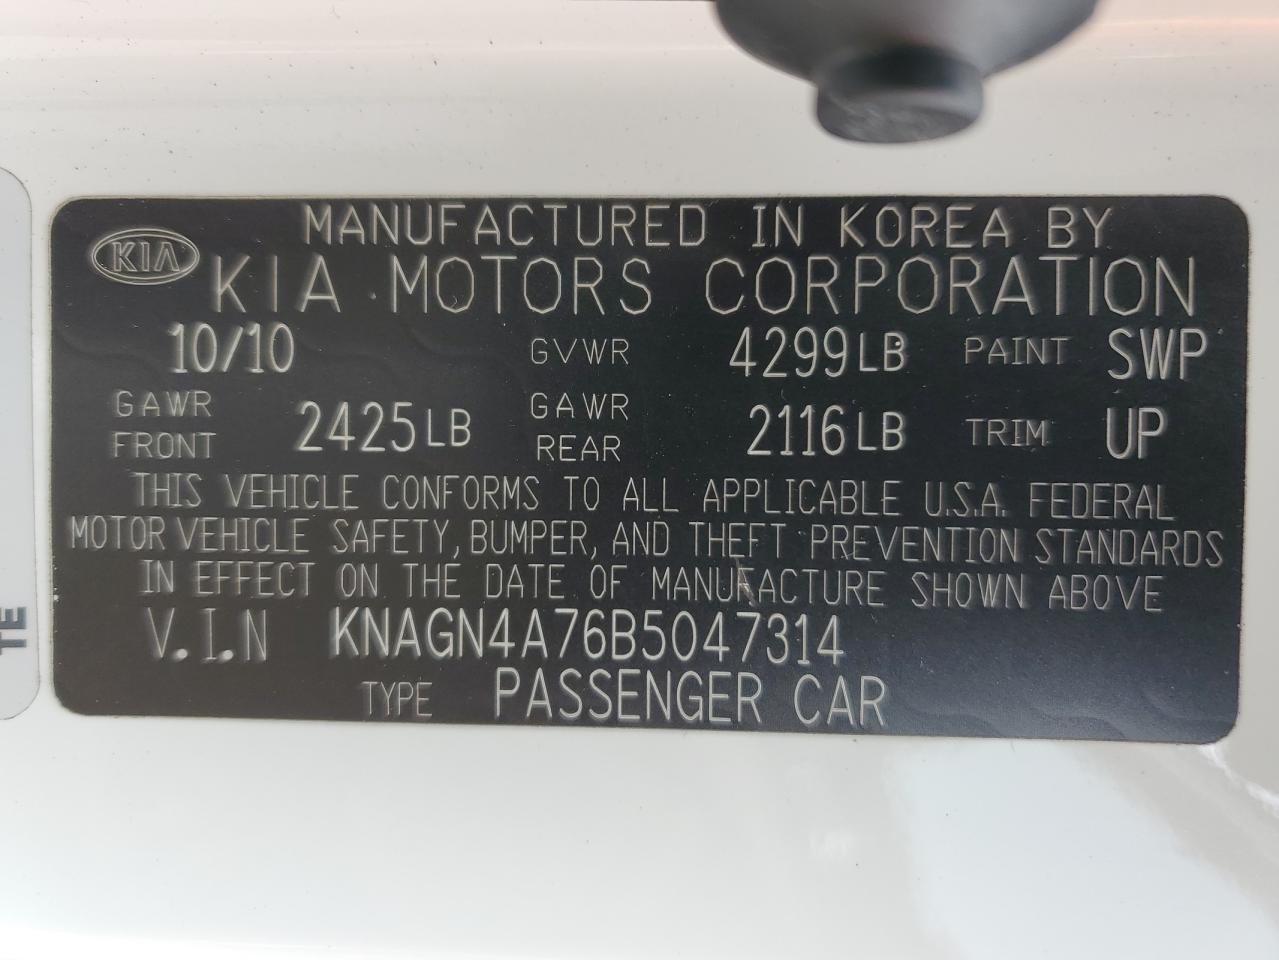 MANUFACTURED IN KOREA BY
KIA KIA MOTORS CORPORATION
10/10 GVWR 4299LB PAINT SWP
GAWR FRONT 2425LB GAWR REAR 2116LB TRIM UP
THIS VEHICLE CONFORMS TO ALL APPLICABLE U.S.A. FEDERAL
MOTOR VEHICLE SAFETY, BUMPER, AND THEFT PREVENTION STANDARDS
IN EFFECT ON THE DATE OF MANUFACTURE SHOWN ABOVE
V.I.N KNAGN4A76B5047314
TYPE PASSENGER CAR
TE